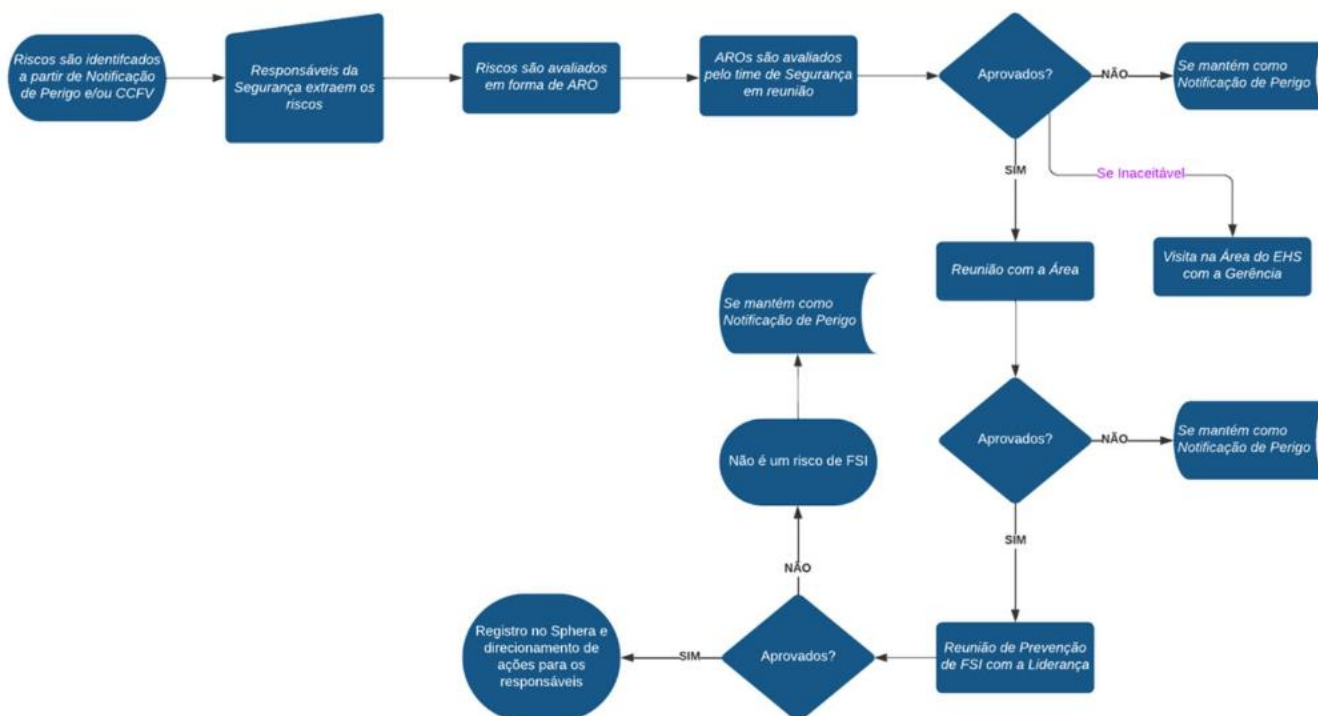 Riscos são identifcados
a partir de Notificação
de Perigo e/ou CCFV
Responsáveis da
Segurança extraem os
riscos
Riscos são avaliados
em forma de ARO
AROs são avaliados
pelo time de Segurança
em reunião
Aprovados?
NÃO
Se mantém como
Notificação de Perigo
Se Inaceitável
SIM
Reunião com a Área
Visita na Área do EHS
com a Gerência
Se mantém como
Notificação de Perigo
Aprovados?
NÃO
Se mantém como
Notificação de Perigo
Não é um risco de FSI
SIM
NÃO
Registro no Sphera e
direcionamento de
ações para os
responsáveis
SIM
Aprovados?
Reunião de Prevenção
de FSI com a Liderança